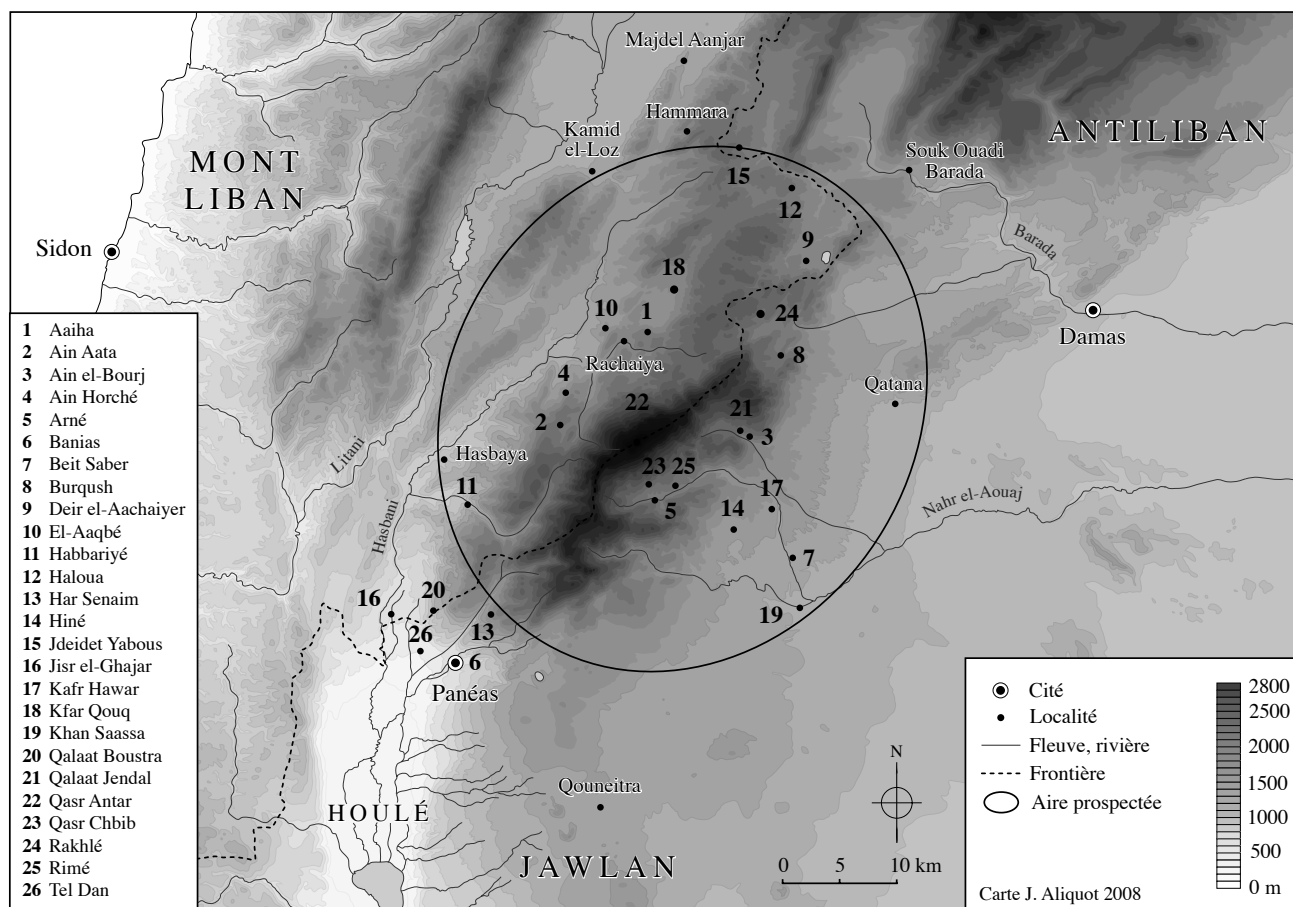 Majdel Aanjar
Hammara
ANTILIBAN
Kamid
el-Loz
MONT
LIBAN
15
Souk Ouadi
Barada
12
Sidon
9
Barada
18
10
1
24
Damas
Rachaiya
8
4
22
Qatana
21
2
3
Litani
Hasbaya
23
25
11
17
Nahr el-Aouaj
5
14
Hasbani
7
20
16
19
13
26
6
Panéas
N
Qouneitra
HOULÉ
JAWLAN
0
5
10 km
1 Aaiha
2 Ain Aata
3 Ain el-Bourj
4 Ain Horché
5 Arné
6 Banias
7 Beit Saber
8 Burqush
9 Deir el-Aachaiyer
10 El-Aaqbé
11 Habbariyé
12 Haloua
13 Har Senaim
14 Hiné
15 Jdeidet Yabous
16 Jisr el-Ghajar
17 Kafr Hawar
18 Kfar Qouq
19 Khan Saassa
20 Qalaat Boustra
21 Qalaat Jendal
22 Qasr Antar
23 Qasr Chbib
24 Rakhlé
25 Rimé
26 Tel Dan
Cité
Localité
Fleuve, rivière
Frontière
Aire prospectée
2800
2500
2000
1500
1000
500
0 m
Carte J. Aliquot 2008